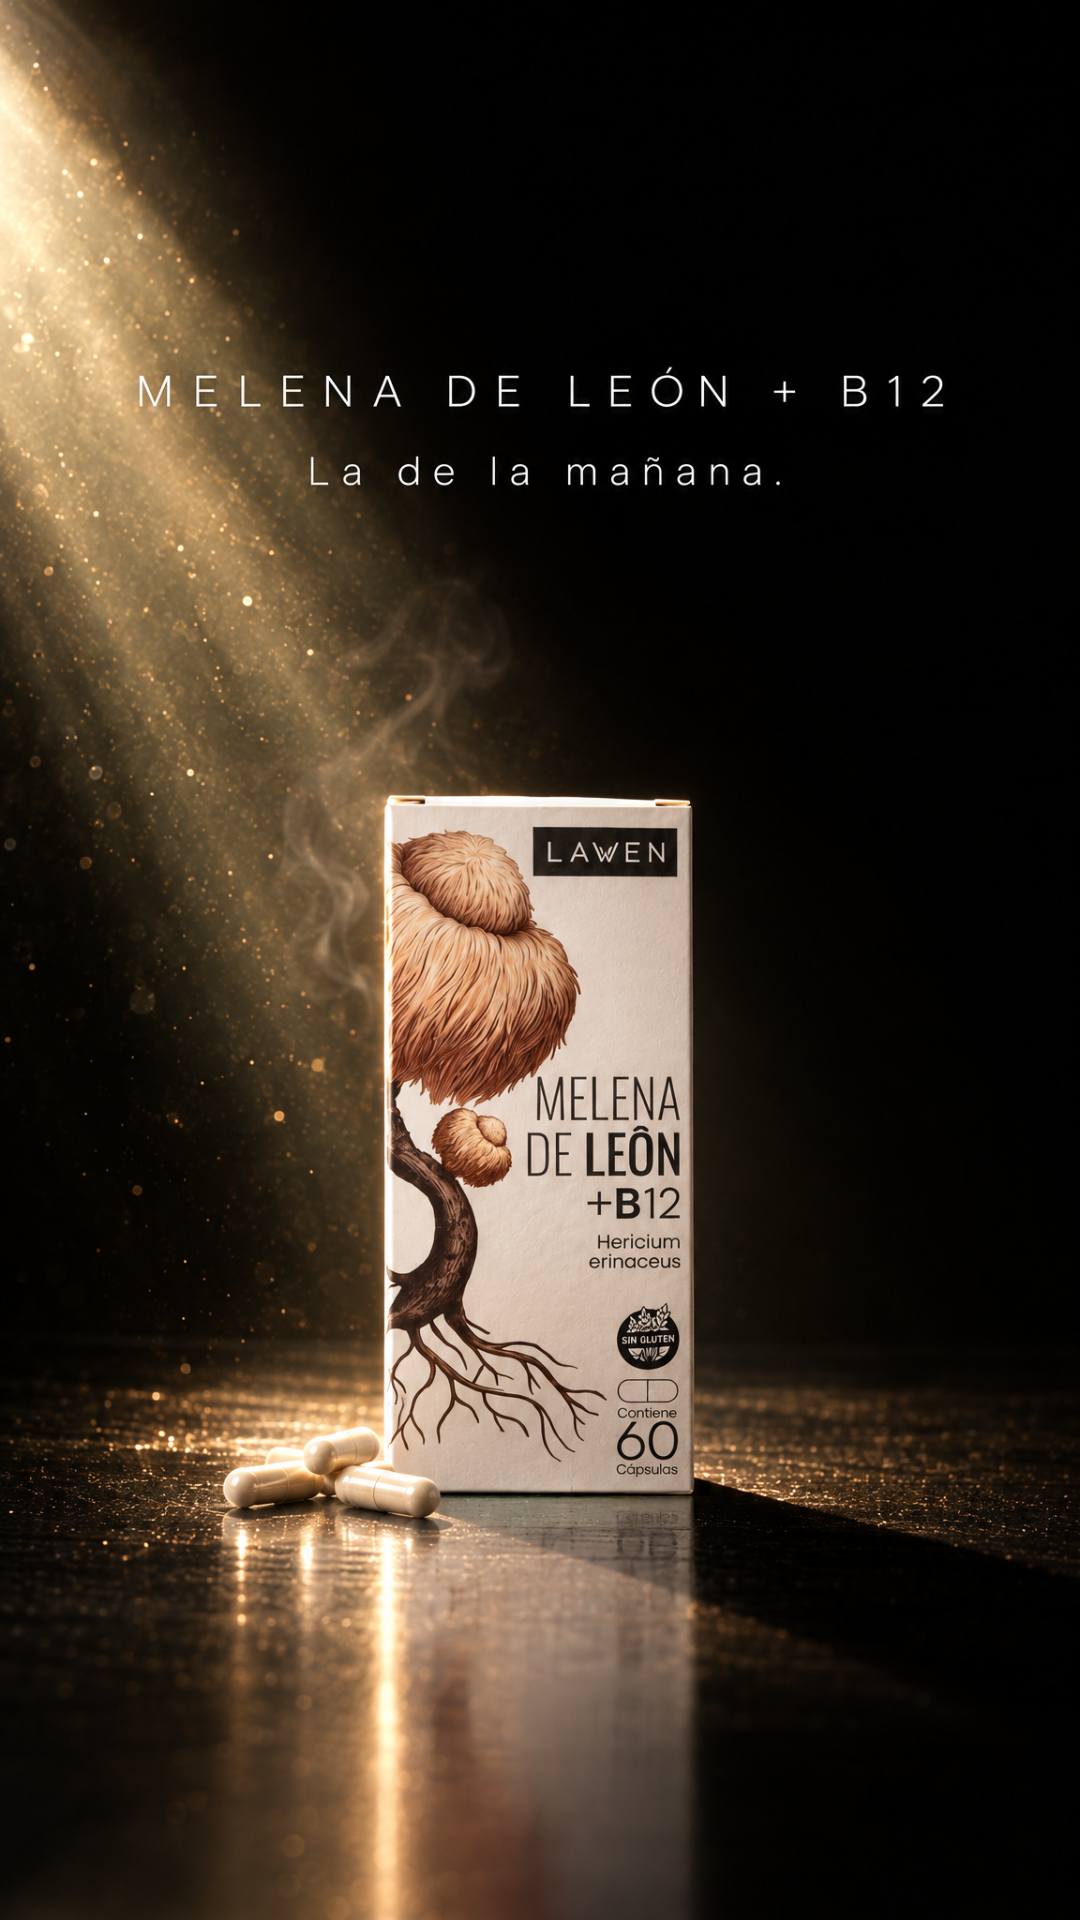 MELENA DE LEÓN + B12
La de la mañana.
LAWEN
MELENA
DE LEÔN
+B12
Hericium
erinaceus
SIN GLUTEN
Contiene
60
Cápsulas